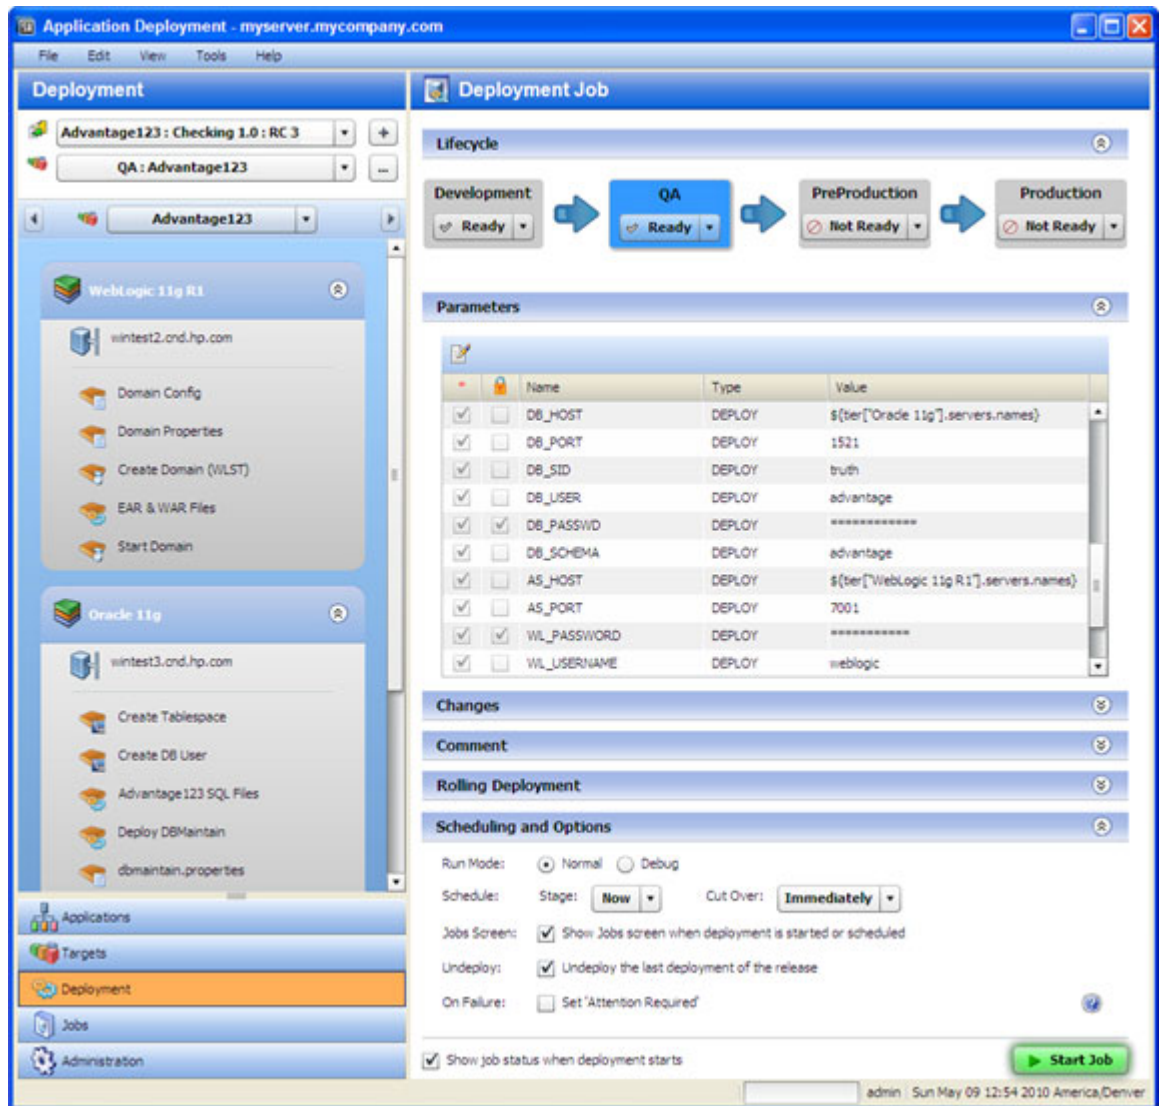 Application Deployment - myserver.mycompany.com
File Edit View Tools Help
Deployment
Advantage123 : Checking 1.0 : RC 3
+
QA : Advantage123
...
Advantage123
WebLogic 11g R1
wintest2.cnd.hp.com
Domain Config
Domain Properties
Create Domain (WLST)
EAR & WAR Files
Start Domain
Oracle 11g
wintest3.cnd.hp.com
Create Tablespace
Create DB User
Advantage123 SQL Files
Deploy DBMaintain
dbmaintain.properties
Applications
Targets
Deployment
Jobs
Administration
Deployment Job
Lifecycle
Development QA PreProduction Production
Ready Ready Not Ready Not Ready
Parameters
* Name Type Value
DB_HOST DEPLOY ${tier["Oracle 11g"].servers.names}
DB_PORT DEPLOY 1521
DB_SID DEPLOY truth
DB_USER DEPLOY advantage
DB_PASSWD DEPLOY ************
DB_SCHEMA DEPLOY advantage
AS_HOST DEPLOY ${tier["WebLogic 11g R1"].servers.names}
AS_PORT DEPLOY 7001
WL_PASSWORD DEPLOY ***********
WL_USERNAME DEPLOY weblogic
Changes
Comment
Rolling Deployment
Scheduling and Options
Run Mode: Normal Debug
Schedule: Stage: Now Cut Over: Immediately
Jobs Screen: Show Jobs screen when deployment is started or scheduled
Undeploy: Undeploy the last deployment of the release
On Failure: Set 'Attention Required'
?
Show job status when deployment starts
Start Job
admin Sun May 09 12:54 2010 America/Denver